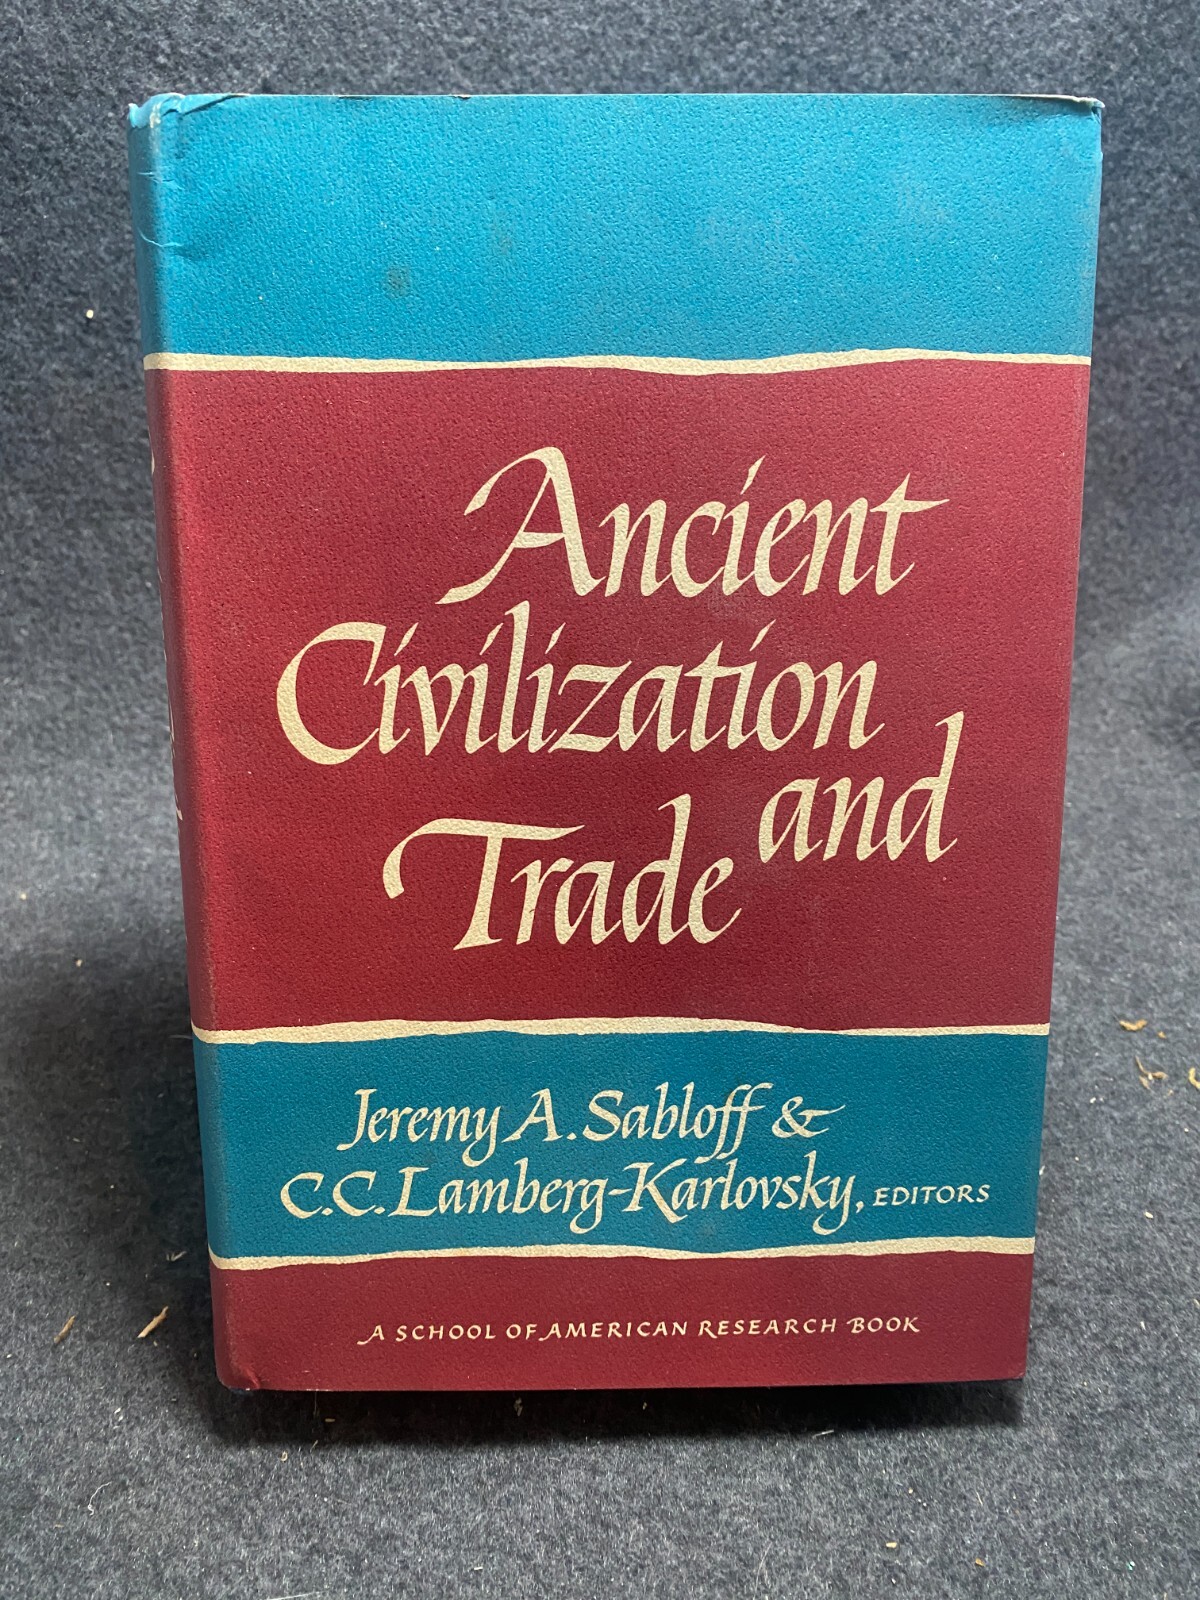 Ancient
Civilization
and
Trade
Jeremy A. Sabloff &
C.C. Lamberg-Karlovsky, EDITORS
A SCHOOL OF AMERICAN RESEARCH BOOK